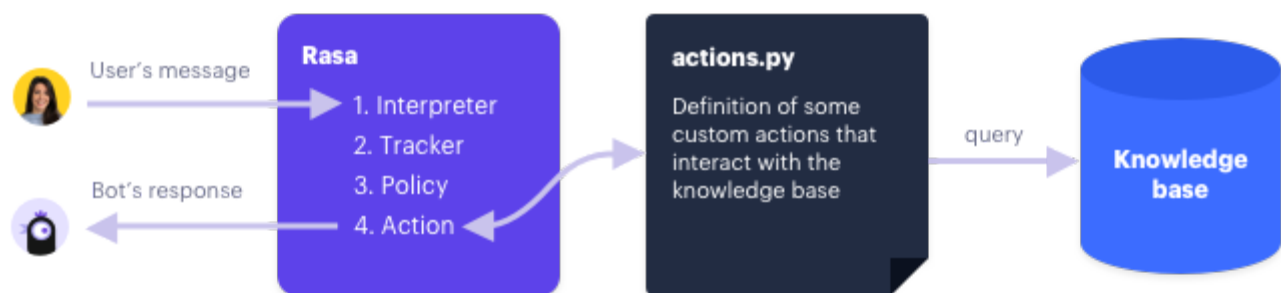 User's message
Bot's response
Rasa
1. Interpreter
2. Tracker
3. Policy
4. Action
actions.py
Definition of some
custom actions that
interact with the
knowledge base
query
Knowledge
base